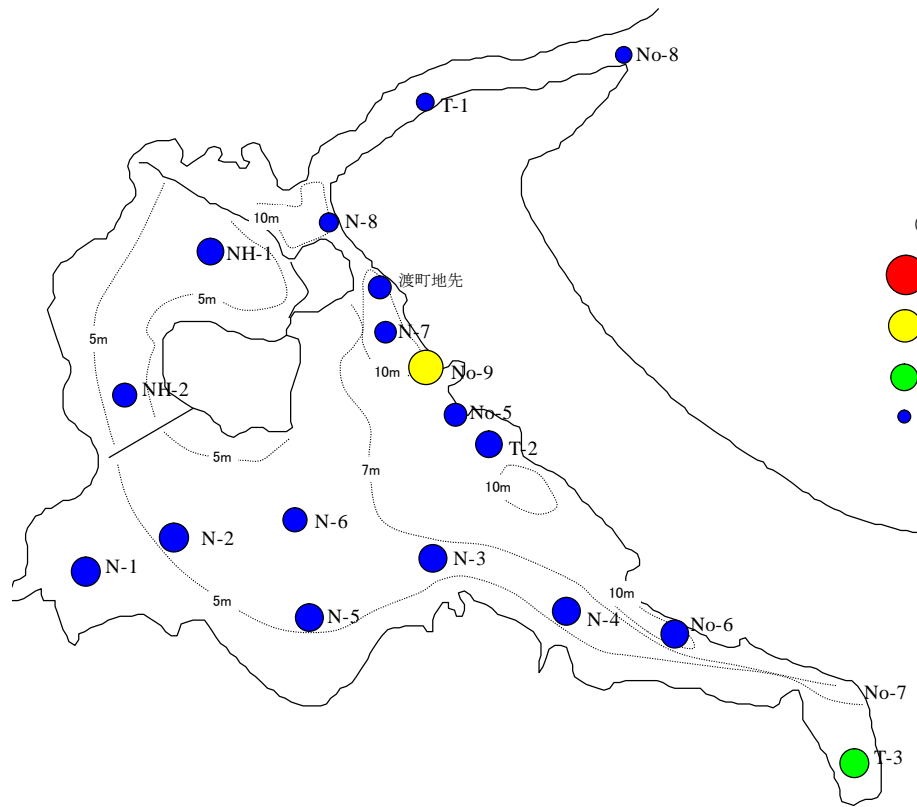 No-8
T-1
10m
N-8
NH-1
渡町地先
5m
5m
N-7
10m
No-9
NH-2
No-5
T-2
5m
7m
10m
N-6
N-2
N-3
N-1
10m
5m
N-5
N-4
No-6
No-7
T-3